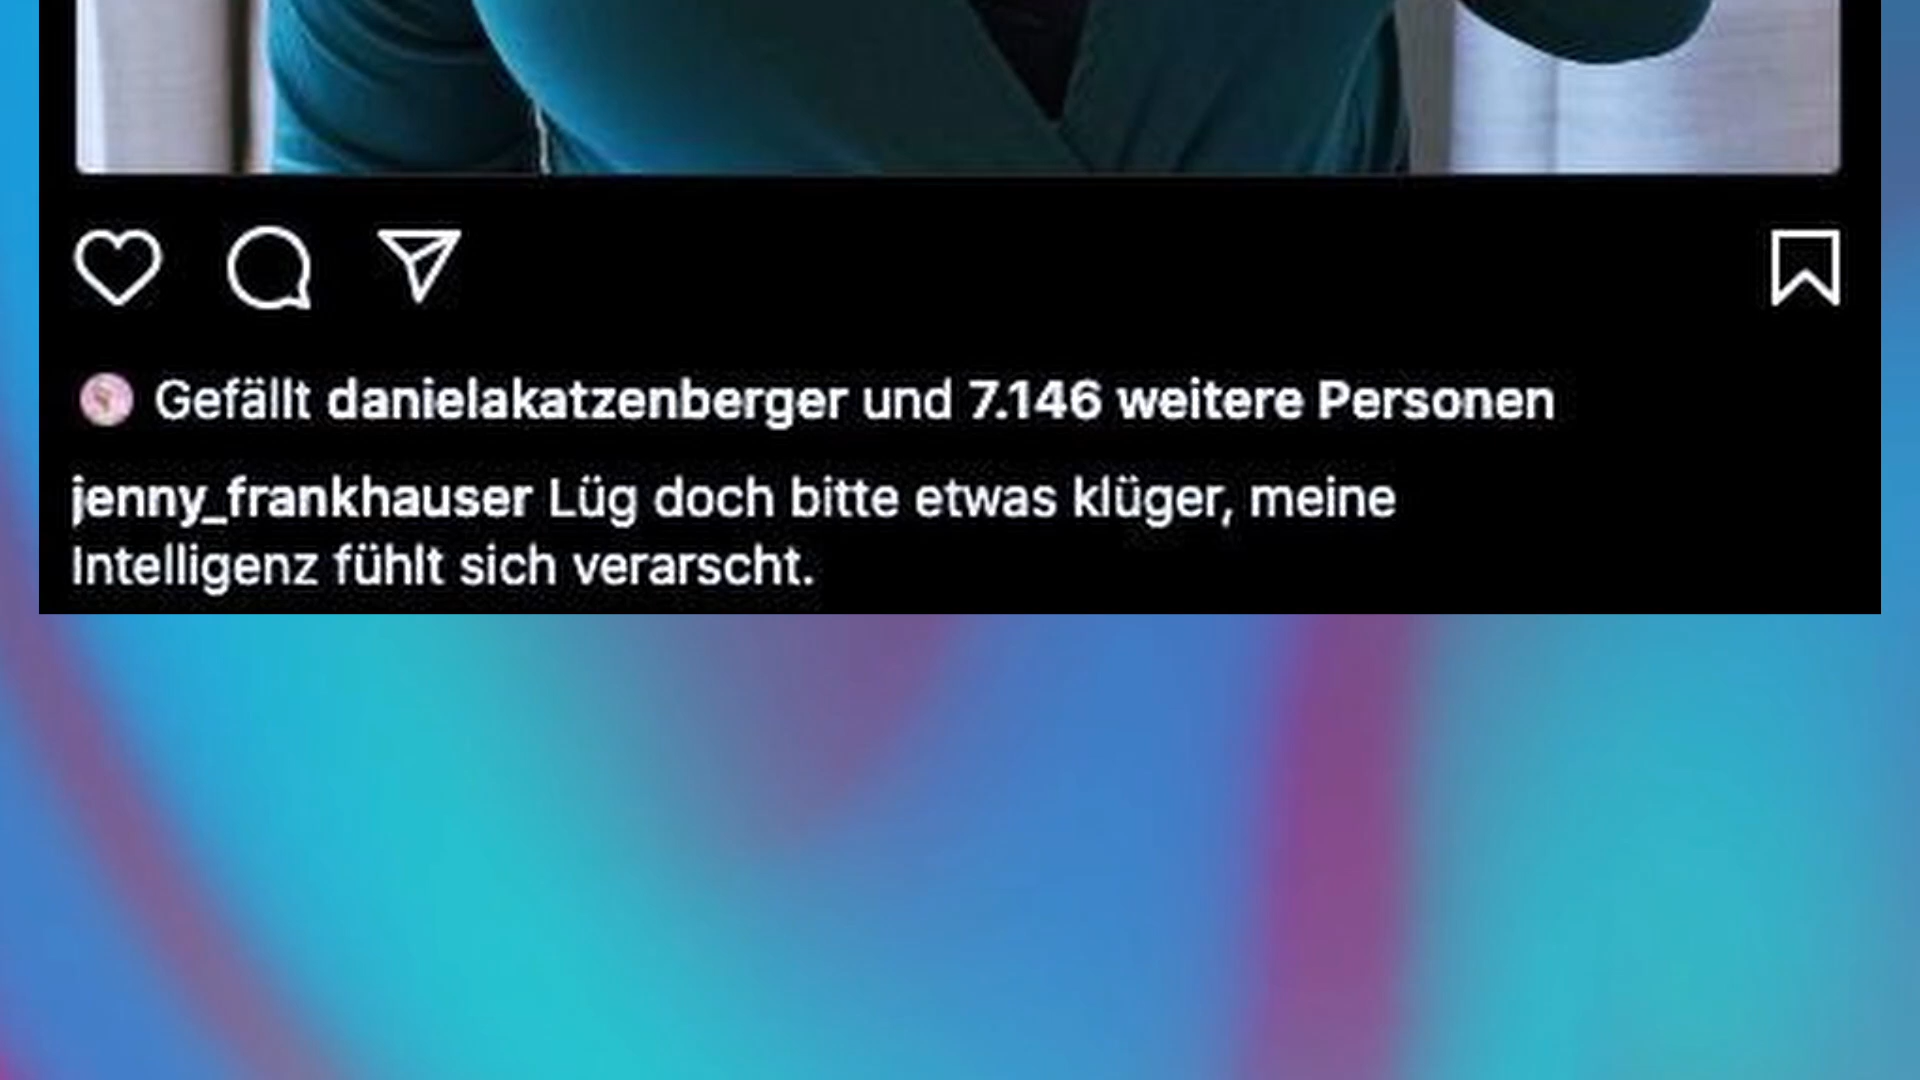 Gefällt danielakatzenberger und 7.146 weitere Personen
jenny_frankhauser Lüg doch bitte etwas klüger, meine
Intelligenz fühlt sich verarscht.